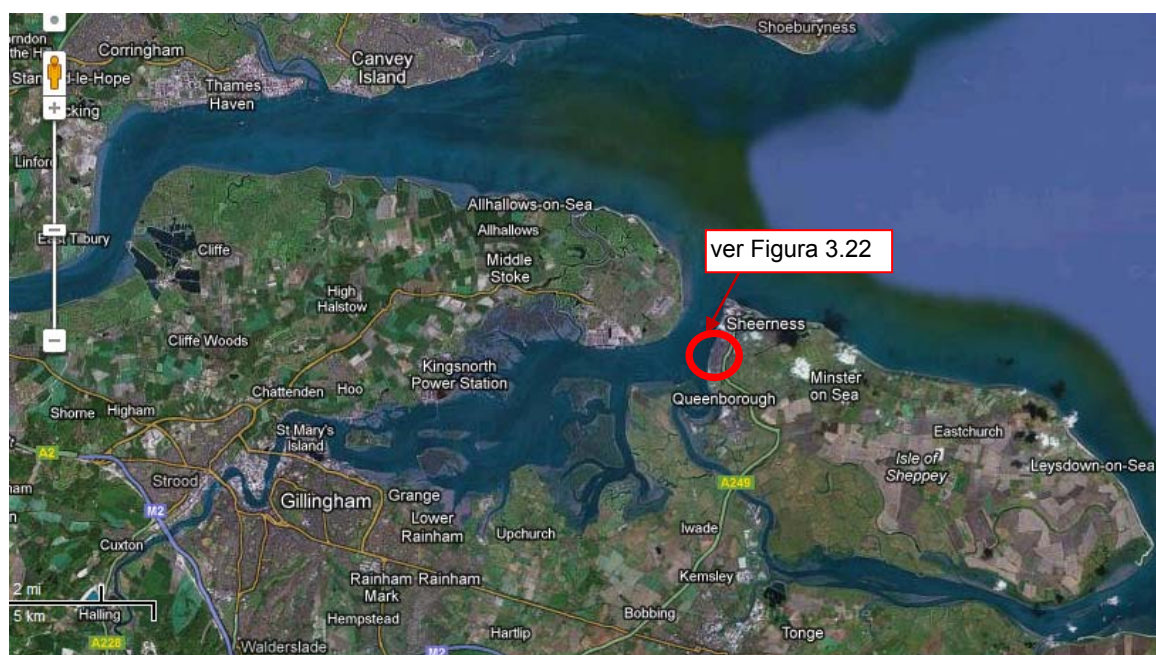 Shoeburyness
Corringham
Canvey
Island
Thames
Haven
Linford
East Tilbury
Allhallows-on-Sea
Allhallows
Cliffe
Middle
Stoke
ver Figura 3.22
High
Halstow
Sheerness
Cliffe Woods
Kingsnorth
Power Station
Minster
on Sea
Chattenden
Hoo
Queenborough
Shorne
Higham
St Mary's
Island
Eastchurch
A2
Isle of
Sheppey
Leysdown-on-Sea
Strood
A249
Gillingham
Grange
M2
Lower
Rainham
Upchurch
Iwade
Cuxton
Rainham
Mark
Rainham
Kemsley
2 mi
5 km
Halling
Hempstead
Bobbing
Hartlip
Tonge
A228
Walderslade
M2